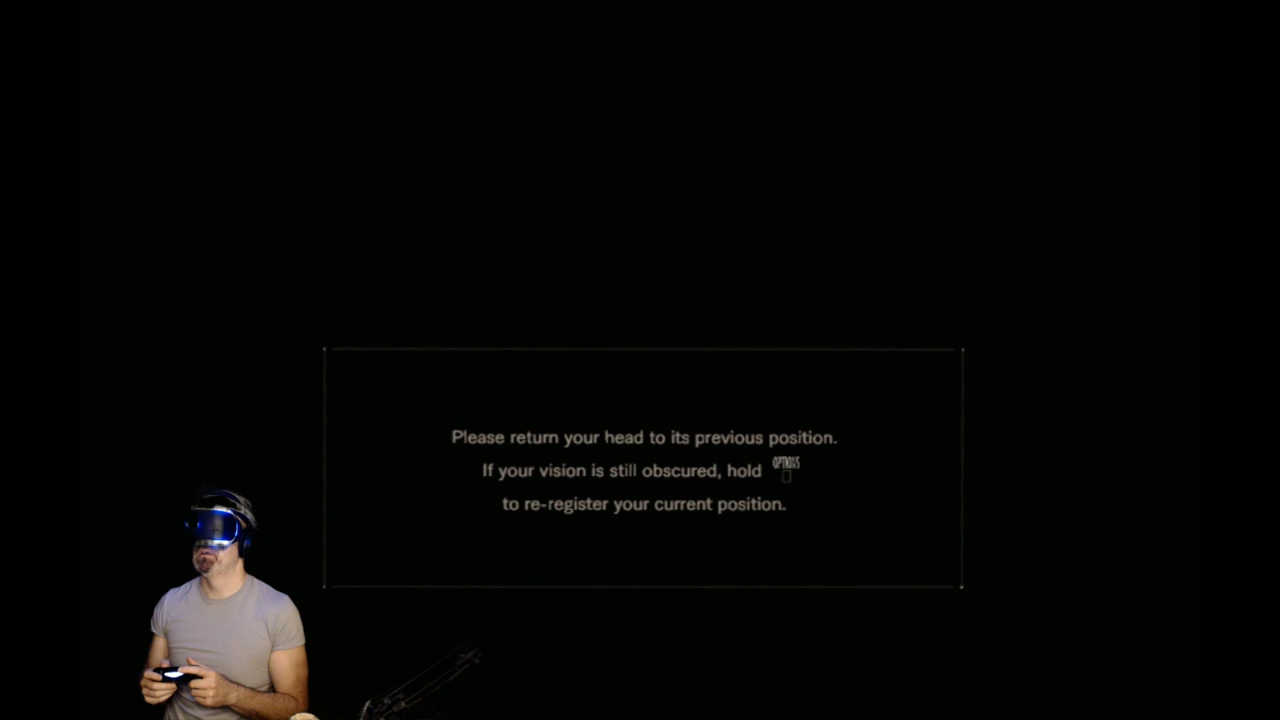 Please return your head to its previous position.
If your vision is still obscured, hold OPTIONS
to re-register your current position.